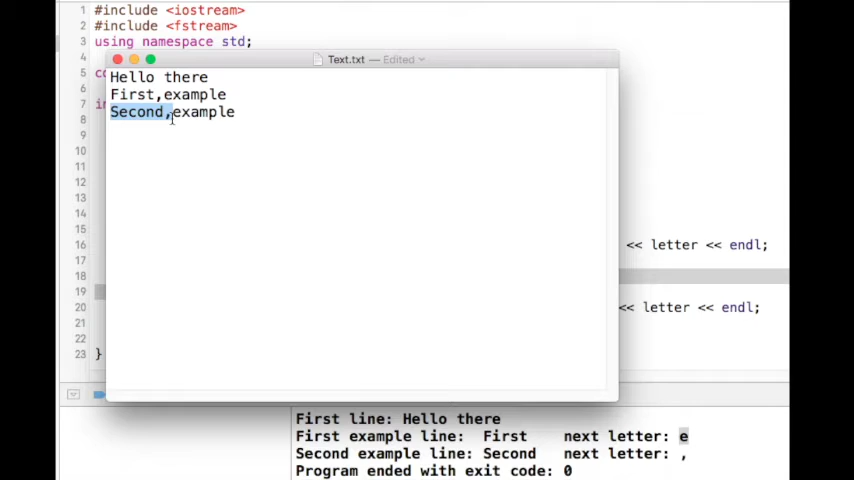 1 #include <iostream>
2 #include <fstream>
3 using namespace std;
4
Text.txt — Edited
5 co
Hello there
6
First,example
7 in
Second,example
8
9
10
11
12
13
14
15
16 << letter << endl;
17
18
19
20 << letter << endl;
21
22
23 }
First line: Hello there
First example line: First next letter: e
Second example line: Second next letter: ,
Program ended with exit code: 0